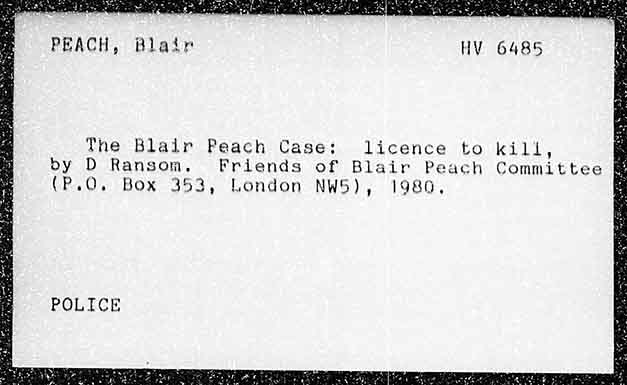 PEACH, Blair HV 6485
The Blair Peach Case: licence to kill,
by D Ransom. Friends of Blair Peach Committee
(P.O. Box 353, London NW5), 1980.
POLICE